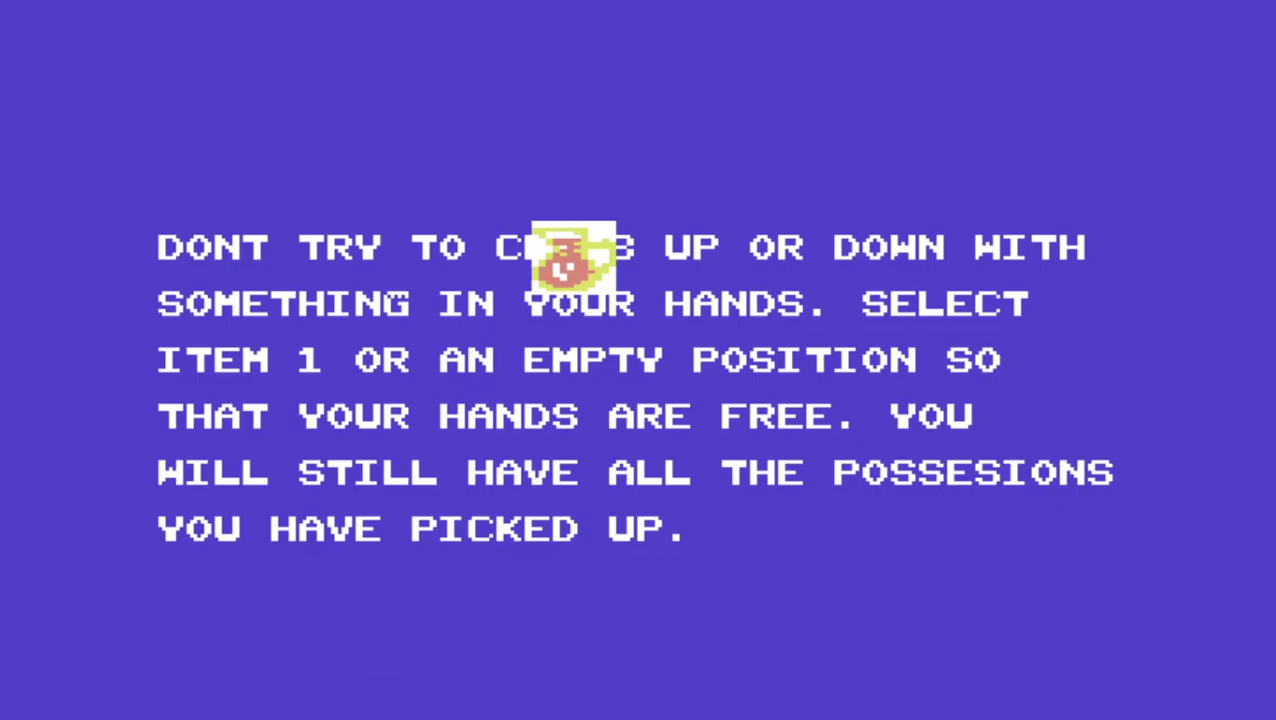 DONT TRY TO UP OR DOWN WITH
SOMETHING IN YOUR HANDS. SELECT
ITEM 1 OR AN EMPTY POSITION SO
THAT YOUR HANDS ARE FREE. YOU
WILL STILL HAVE ALL THE POSSESIONS
YOU HAVE PICKED UP.